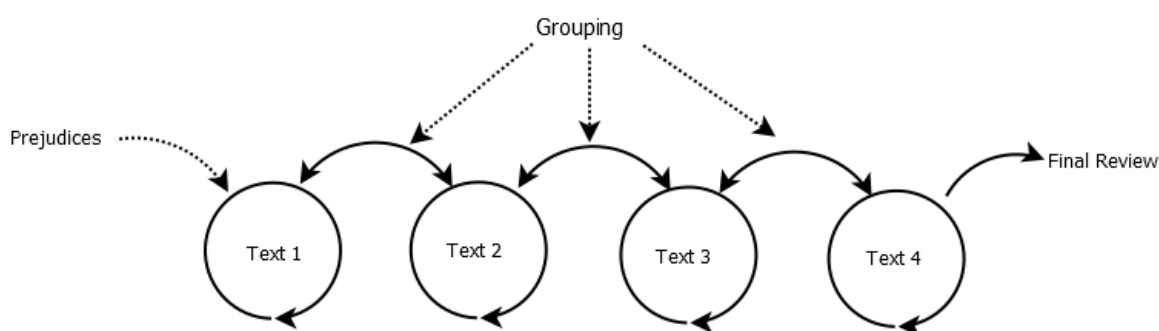 Grouping
Prejudices
Final Review
Text 1
Text 2
Text 3
Text 4